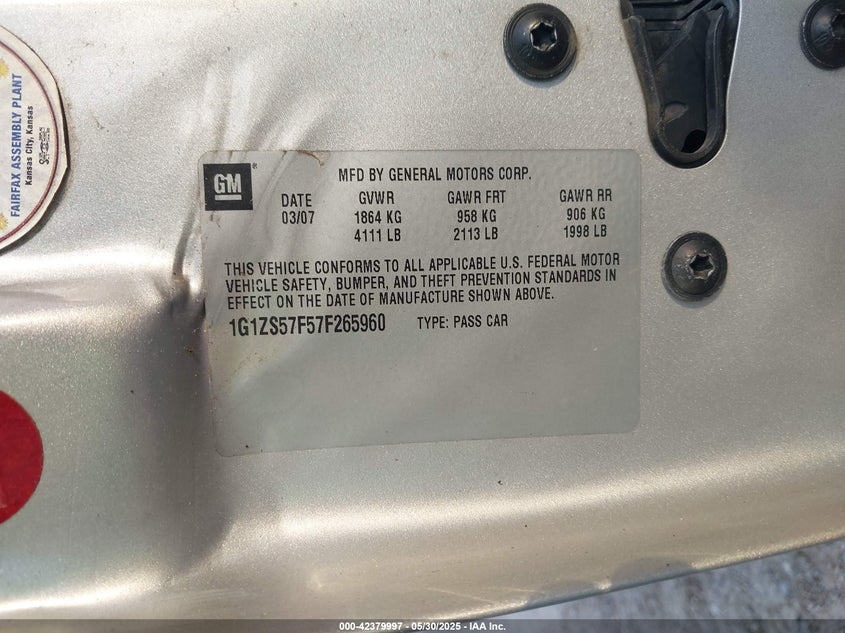 FAIRFAX ASSEMBLY PLANT
Kansas City, Kansas
GM
MFD BY GENERAL MOTORS CORP.
DATE GVWR GAWR FRT GAWR RR
03/07 1864 KG 958 KG 906 KG
4111 LB 2113 LB 1998 LB
THIS VEHICLE CONFORMS TO ALL APPLICABLE U.S. FEDERAL MOTOR
VEHICLE SAFETY, BUMPER, AND THEFT PREVENTION STANDARDS IN
EFFECT ON THE DATE OF MANUFACTURE SHOWN ABOVE.
1G1ZS57F57F265960 TYPE: PASS CAR
000-42379997 - 05/30/2025 - IAA Inc.